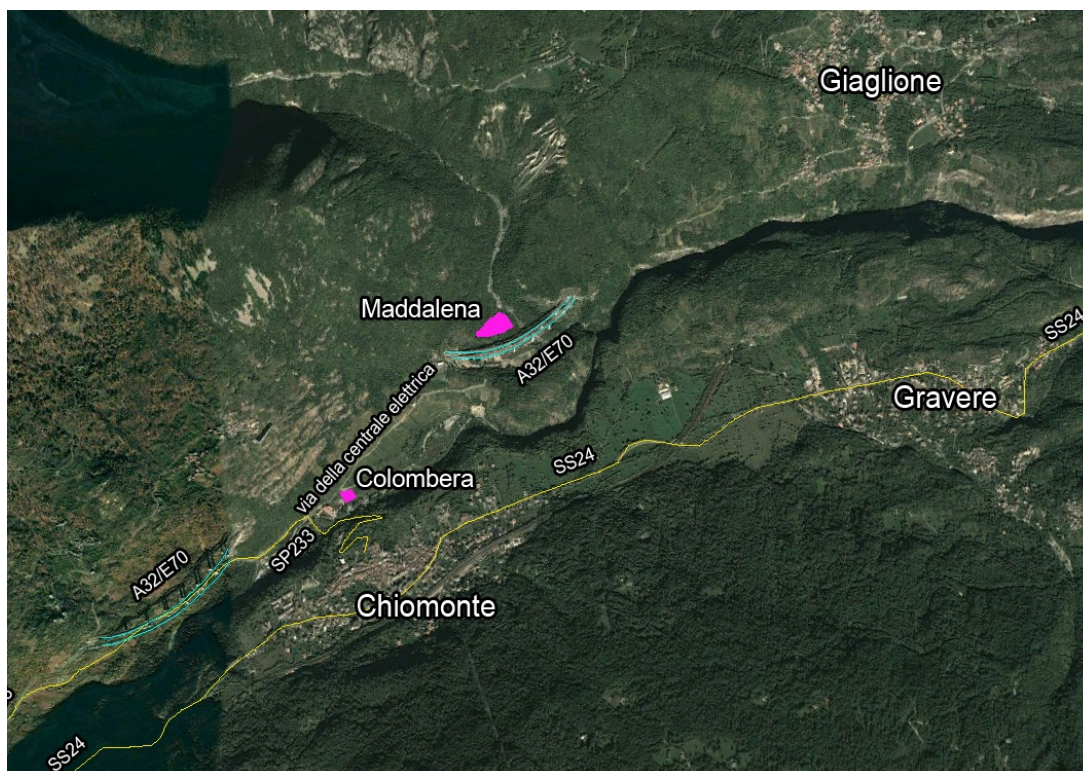 Giaglione
Maddalena
A32/E70
SS24
via della centrale elettrica
Gravere
SS24
Colombera
SP233
A32/E70
Chiomonte
SS24